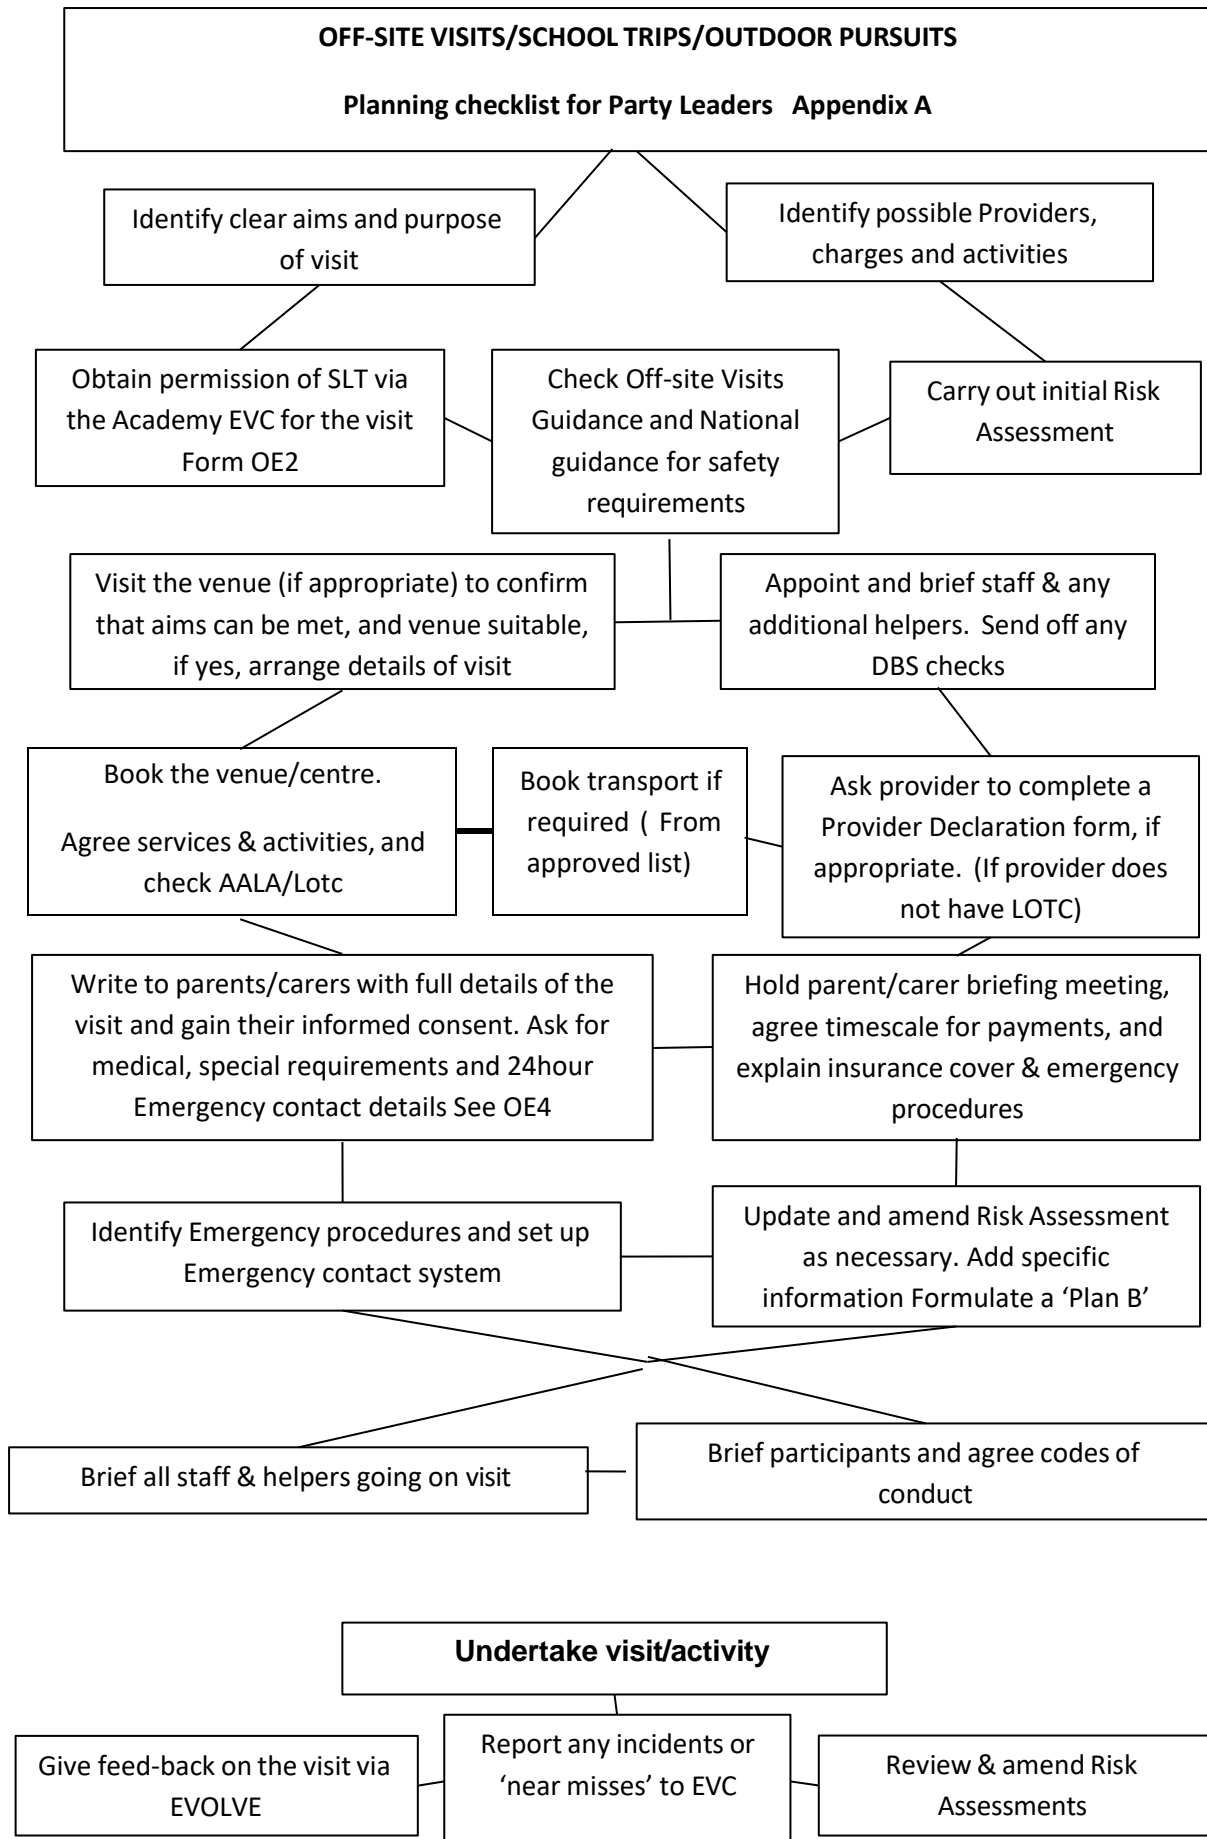 OFF-SITE VISITS/SCHOOL TRIPS/OUTDOOR PURSUITS
Planning checklist for Party Leaders   Appendix A
Identify clear aims and purpose
of visit
Identify possible Providers,
charges and activities
Obtain permission of SLT via
the Academy EVC for the visit
Form OE2
Check Off-site Visits
Guidance and National
guidance for safety
requirements
Carry out initial Risk
Assessment
Visit the venue (if appropriate) to confirm
that aims can be met, and venue suitable,
if yes, arrange details of visit
Appoint and brief staff & any
additional helpers.  Send off any
DBS checks
Book the venue/centre.
Agree services & activities, and
check AALA/Lotc
Book transport if
required ( From
approved list)
Ask provider to complete a
Provider Declaration form, if
appropriate. (If provider does
not have LOTC)
Write to parents/carers with full details of the
visit and gain their informed consent. Ask for
medical, special requirements and 24hour
Emergency contact details See OE4
Hold parent/carer briefing meeting,
agree timescale for payments, and
explain insurance cover & emergency
procedures
Identify Emergency procedures and set up
Emergency contact system
Update and amend Risk Assessment
as necessary. Add specific
information Formulate a ‘Plan B’
Brief all staff & helpers going on visit
Brief participants and agree codes of
conduct
Undertake visit/activity
Give feed-back on the visit via
EVOLVE
Report any incidents or
‘near misses’ to EVC
Review & amend Risk
Assessments